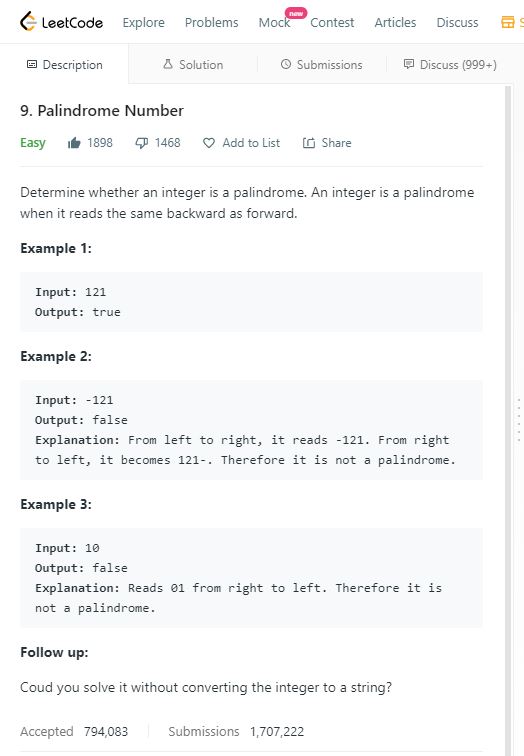 LeetCode Explore Problems Mock new Contest Articles Discuss S
Description Solution Submissions Discuss (999+)
9. Palindrome Number
Easy 1898 1468 Add to List Share
Determine whether an integer is a palindrome. An integer is a palindrome
when it reads the same backward as forward.
Example 1:
Input: 121
Output: true
Example 2:
Input: -121
Output: false
Explanation: From left to right, it reads -121. From right
to left, it becomes 121-. Therefore it is not a palindrome.
Example 3:
Input: 10
Output: false
Explanation: Reads 01 from right to left. Therefore it is
not a palindrome.
Follow up:
Coud you solve it without converting the integer to a string?
Accepted 794,083 Submissions 1,707,222